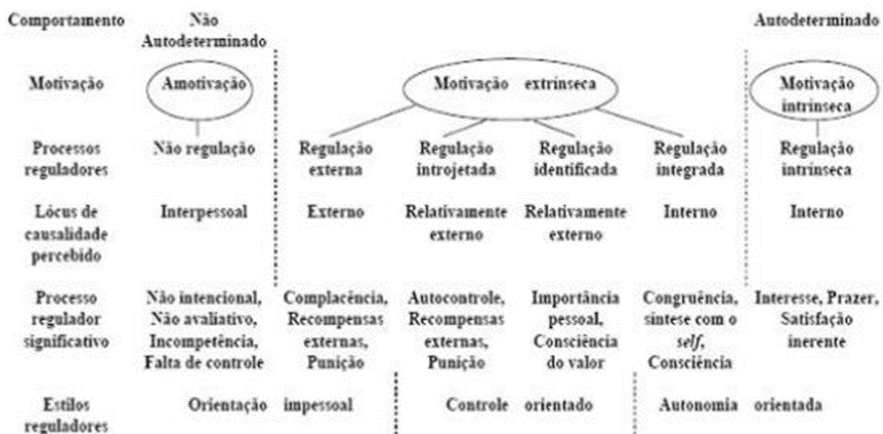 Comportamento Não Autodeterminado
Autodeterminado
Motivação Amotivação Motivação extrínseca Motivação intrínseca
Processos reguladores Não regulação Regulação externa Regulação introjetada Regulação identificada Regulação integrada Regulação intrínseca
Lócus de causalidade percebido Interpessoal Externo Relativamente externo Relativamente externo Interno Interno
Processo regulador significativo Não intencional, Não avaliativo, Incompetência, Falta de controle Complacência, Recompensas externas, Punição Autocontrole, Recompensas externas, Punição Importância pessoal, Consciência do valor Congruência, síntese com o self, Consciência Interesse, Prazer, Satisfação inerente
Estilos reguladores Orientação impessoal Controle orientado Autonomia orientada